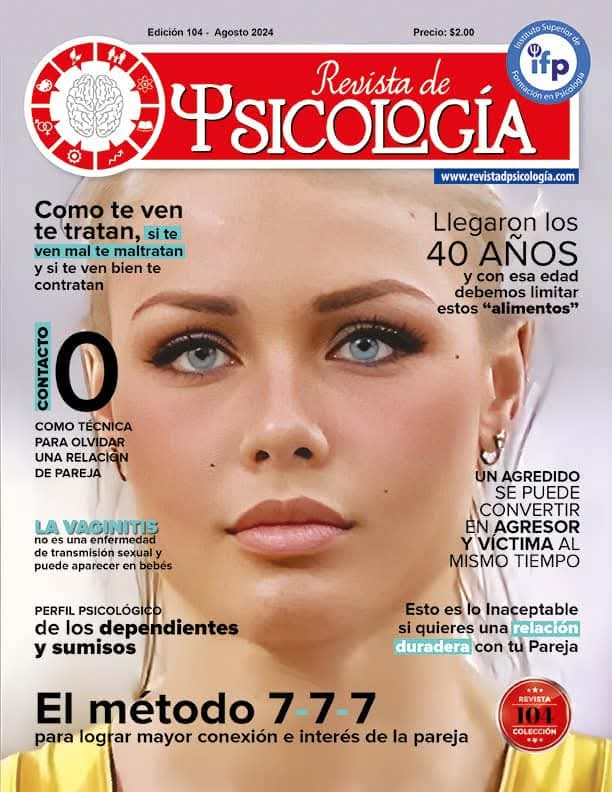 Edición 104 - Agosto 2024
Precio: $2.00
Revista de
PSICOLOGÍA
Instituto Superior de
ifp
Formación en Psicología
www.revistadpsicología.com
Como te ven
te tratan, si te
ven mal te maltratan
y si te ven bien te
contratan
Llegaron los
40 AÑOS
y con esa edad
debemos limitar
estos “alimentos”
CONTACTO
0
COMO TÉCNICA
PARA OLVIDAR
UNA RELACIÓN
DE PAREJA
UN AGREDIDO
SE PUEDE
CONVERTIR
EN AGRESOR
Y VÍCTIMA AL
MISMO TIEMPO
LA VAGINITIS
no es una enfermedad
de transmisión sexual y
puede aparecer en bebés
PERFIL PSICOLÓGICO
de los dependientes
y sumisos
Esto es lo Inaceptable
si quieres una relación
duradera con tu Pareja
El método 7-7-7
para lograr mayor conexión e interés de la pareja
REVISTA
104
COLECCIÓN